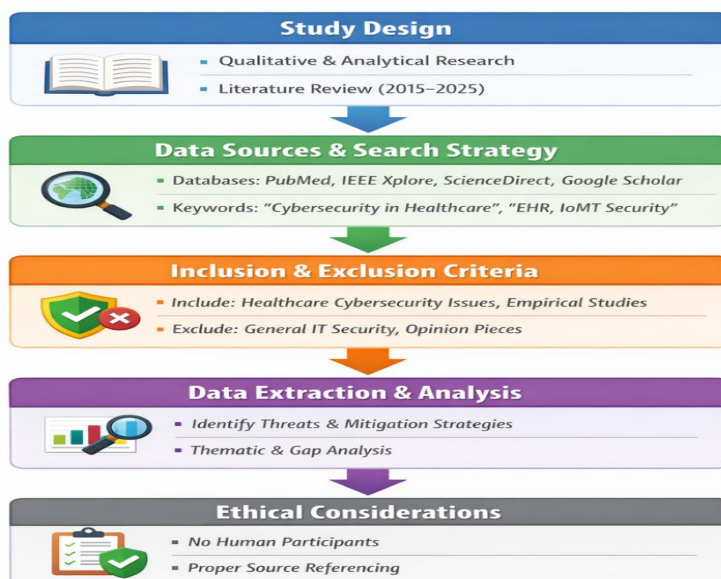 Study Design
▪ Qualitative & Analytical Research
▪ Literature Review (2015–2025)
Data Sources & Search Strategy
▪ Databases: PubMed, IEEE Xplore, ScienceDirect, Google Scholar
▪ Keywords: "Cybersecurity in Healthcare", "EHR, IoMT Security"
Inclusion & Exclusion Criteria
▪ Include: Healthcare Cybersecurity Issues, Empirical Studies
▪ Exclude: General IT Security, Opinion Pieces
Data Extraction & Analysis
▪ Identify Threats & Mitigation Strategies
▪ Thematic & Gap Analysis
Ethical Considerations
▪ No Human Participants
▪ Proper Source Referencing